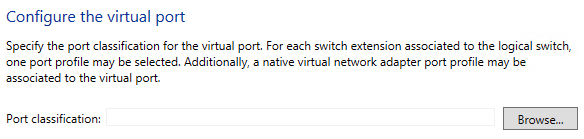 Configure the virtual port
Specify the port classification for the virtual port. For each switch extension associated to the logical switch,
one port profile may be selected. Additionally, a native virtual network adapter port profile may be
associated to the virtual port.
Port classification:
Browse...